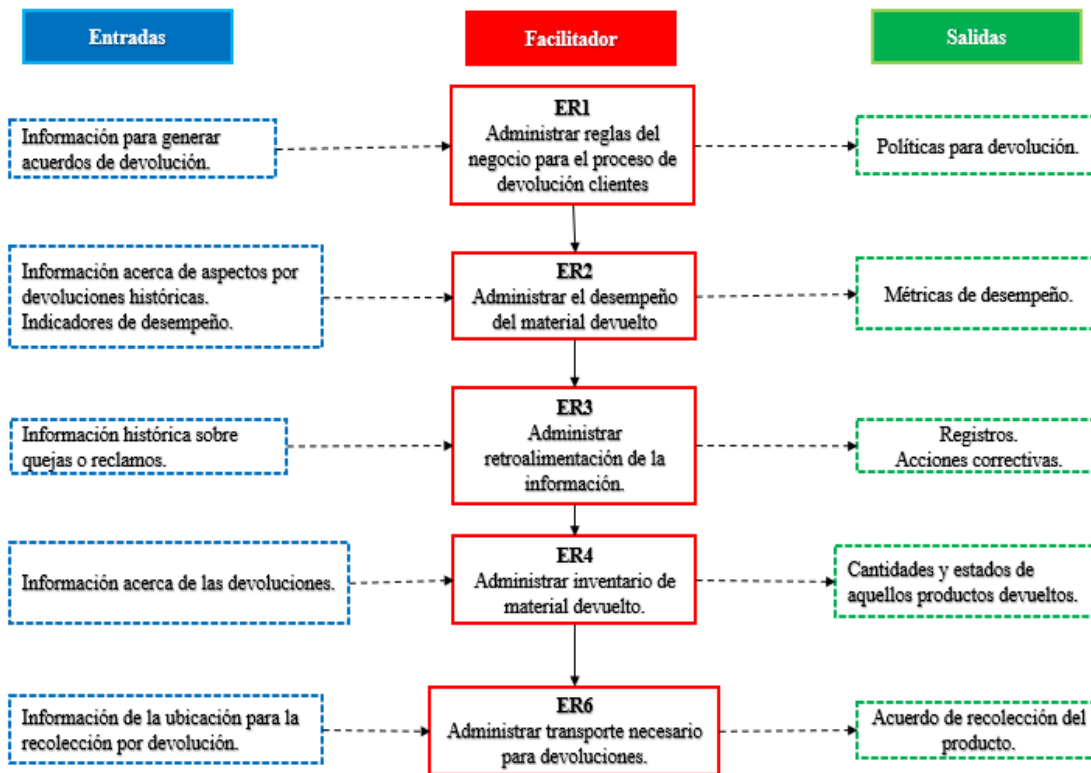 Entradas
Facilitador
Salidas
Información para generar
acuerdos de devolución.
ER1
Administrar reglas del
negocio para el proceso de
devolución clientes
Políticas para devolución.
Información acerca de aspectos por
devoluciones históricas.
Indicadores de desempeño.
ER2
Administrar el desempeño
del material devuelto
Métricas de desempeño.
Información histórica sobre
quejas o reclamos.
ER3
Administrar
retroalimentación de la
información.
Registros.
Acciones correctivas.
Información acerca de las devoluciones.
ER4
Administrar inventario de
material devuelto.
Cantidades y estados de
aquellos productos devueltos.
Información de la ubicación para la
recolección por devolución.
ER6
Administrar transporte necesario
para devoluciones.
Acuerdo de recolección del
producto.